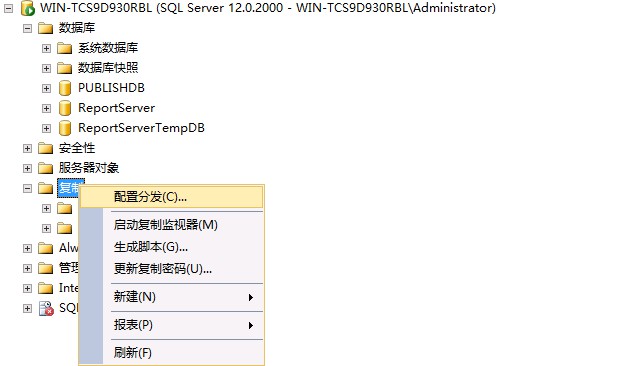 WIN-TCS9D930RBL (SQL Server 12.0.2000 - WIN-TCS9D930RBL\Administrator)
数据库
系统数据库
数据库快照
PUBLISHDB
ReportServer
ReportServerTempDB
安全性
服务器对象
复制
配置分发(C)...
启动复制监视器(M)
生成脚本(G)...
Alw
更新复制密码(U)...
管理
新建(N)
Inte
SQL
报表(P)
刷新(F)